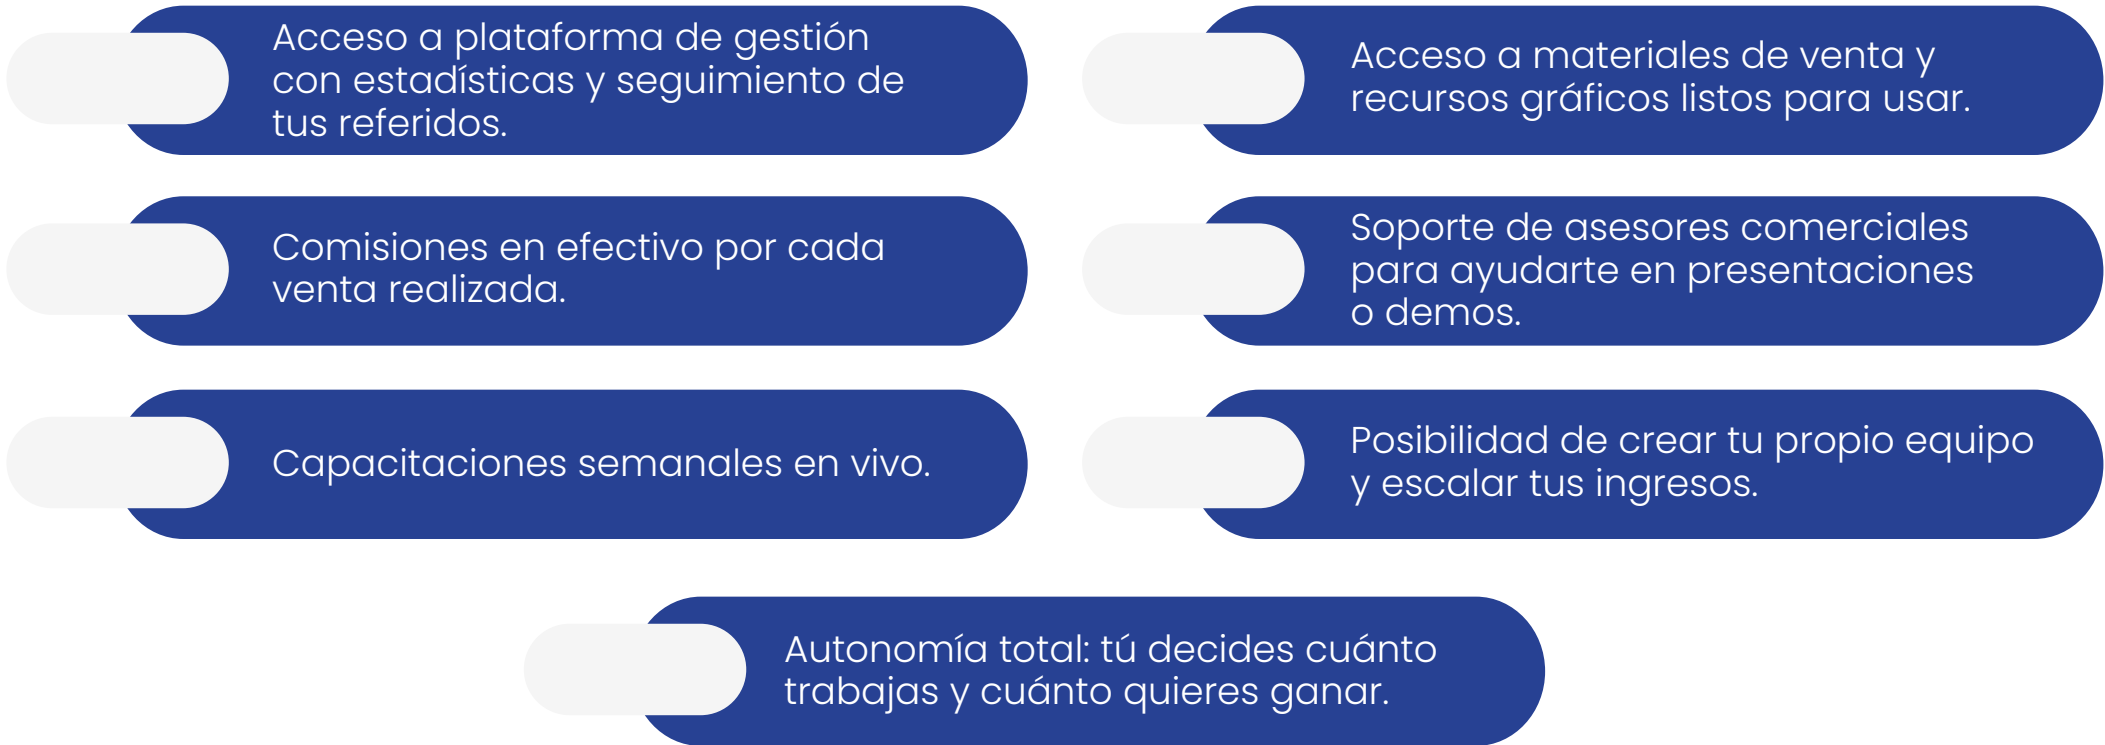 Acceso a plataforma de gestión
con estadísticas y seguimiento de
tus referidos.
Acceso a materiales de venta y
recursos gráficos listos para usar.
Comisiones en efectivo por cada
venta realizada.
Soporte de asesores comerciales
para ayudarte en presentaciones
o demos.
Capacitaciones semanales en vivo.
Posibilidad de crear tu propio equipo
y escalar tus ingresos.
Autonomía total: tú decides cuánto
trabajas y cuánto quieres ganar.